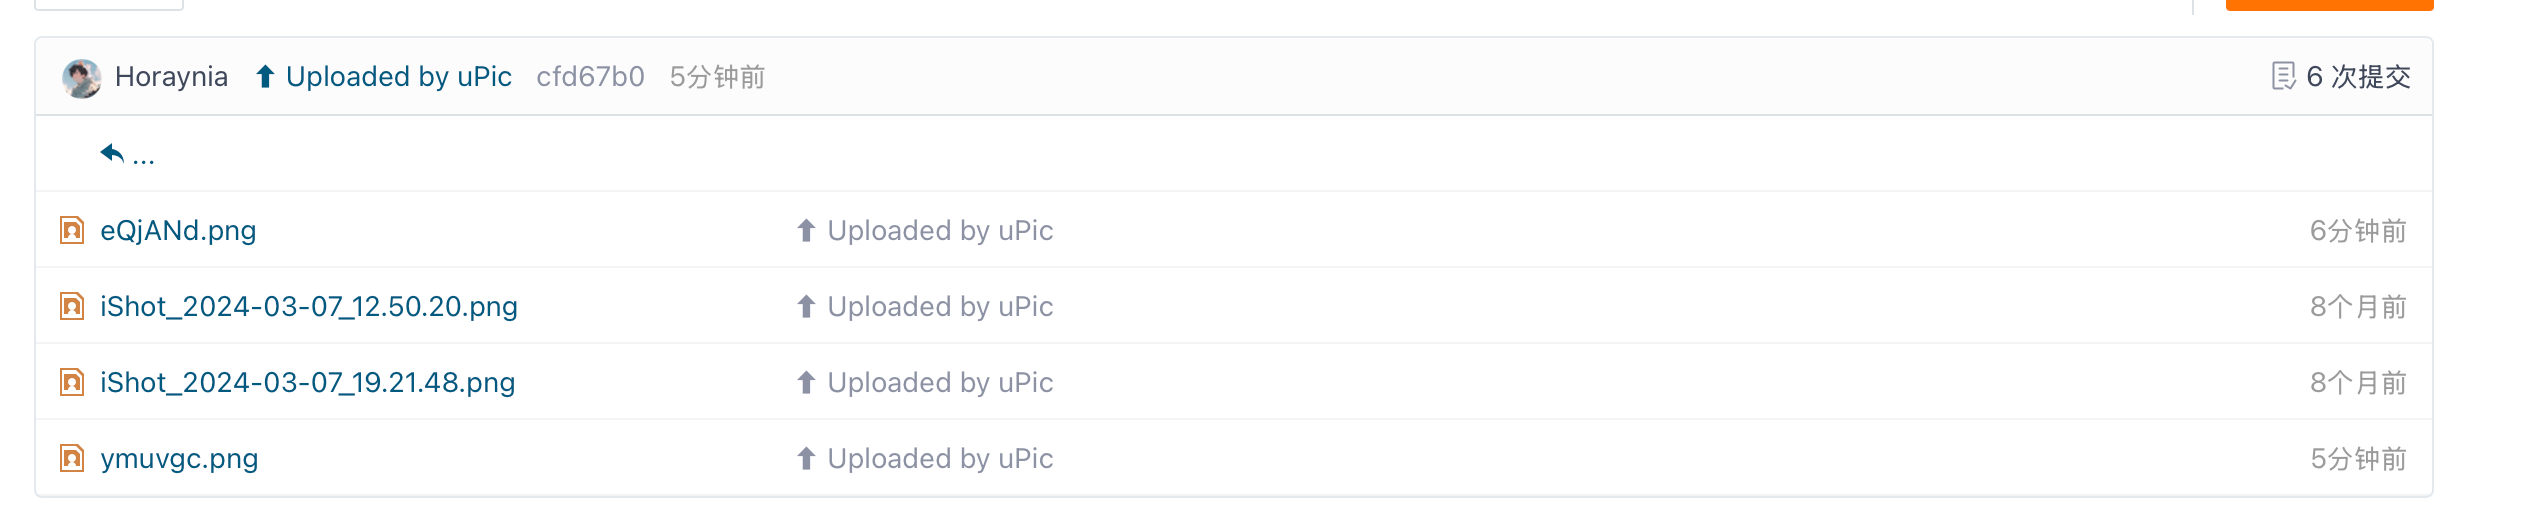 Horaynia ⬆ Uploaded by uPic cfd67b0 5分钟前 6 次提交
...
eQjANd.png ⬆ Uploaded by uPic 6分钟前
iShot_2024-03-07_12.50.20.png ⬆ Uploaded by uPic 8个月前
iShot_2024-03-07_19.21.48.png ⬆ Uploaded by uPic 8个月前
ymuvgc.png ⬆ Uploaded by uPic 5分钟前